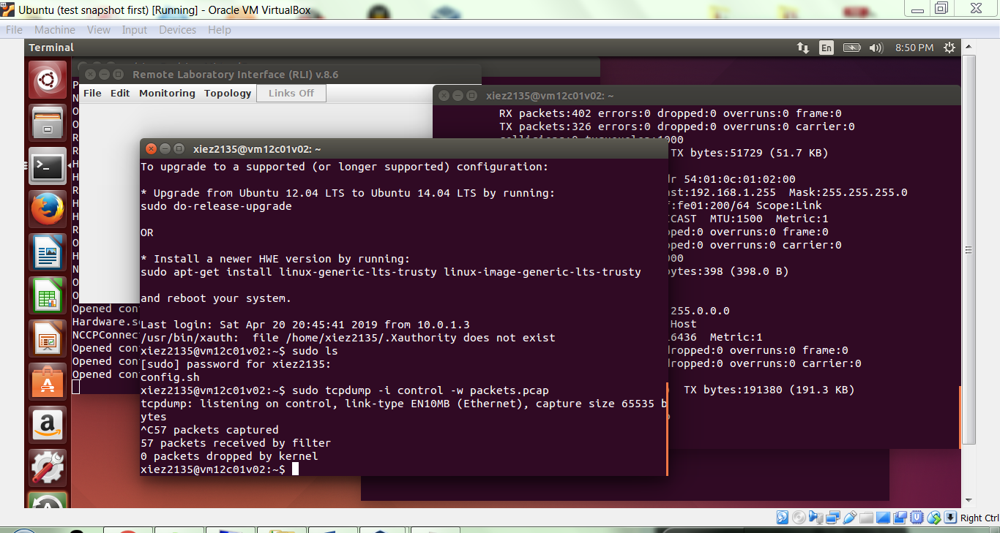 Ubuntu (test snapshot first) [Running] - Oracle VM VirtualBox
File Machine View Input Devices Help
Terminal
En
8:50 PM
Remote Laboratory Interface (RLI) v.8.6
File Edit Monitoring Topology Links Off
P
N
O
O
R
R
H
H
R
H
H
R
O
H
N
O
O
Opened con
Hardware.s
NCCPConnec
Opened con
Opened con
Opened con
xiez2135@vm12c01v02: ~
RX packets:402 errors:0 dropped:0 overruns:0 frame:0
TX packets:326 errors:0 dropped:0 overruns:0 carrier:0
1000
TX bytes:51729 (51.7 KB)
dr 54:01:0c:01:02:00
ast:192.168.1.255 Mask:255.255.255.0
f:fe01:200/64 Scope:Link
ICAST MTU:1500 Metric:1
pped:0 overruns:0 frame:0
pped:0 overruns:0 carrier:0
000
bytes:398 (398.0 B)
255.0.0.0
Host
16436 Metric:1
dropped:0 overruns:0 frame:0
dropped:0 overruns:0 carrier:0
TX bytes:191380 (191.3 KB)
xiez2135@vm12c01v02: ~
To upgrade to a supported (or longer supported) configuration:
* Upgrade from Ubuntu 12.04 LTS to Ubuntu 14.04 LTS by running:
sudo do-release-upgrade
OR
* Install a newer HWE version by running:
sudo apt-get install linux-generic-lts-trusty linux-image-generic-lts-trusty
and reboot your system.
Last login: Sat Apr 20 20:45:41 2019 from 10.0.1.3
/usr/bin/xauth:  file /home/xiez2135/.Xauthority does not exist
xiez2135@vm12c01v02:~$ sudo ls
[sudo] password for xiez2135:
config.sh
xiez2135@vm12c01v02:~$ sudo tcpdump -i control -w packets.pcap
tcpdump: listening on control, link-type EN10MB (Ethernet), capture size 65535 b
ytes
^C57 packets captured
57 packets received by filter
0 packets dropped by kernel
xiez2135@vm12c01v02:~$
Right Ctrl